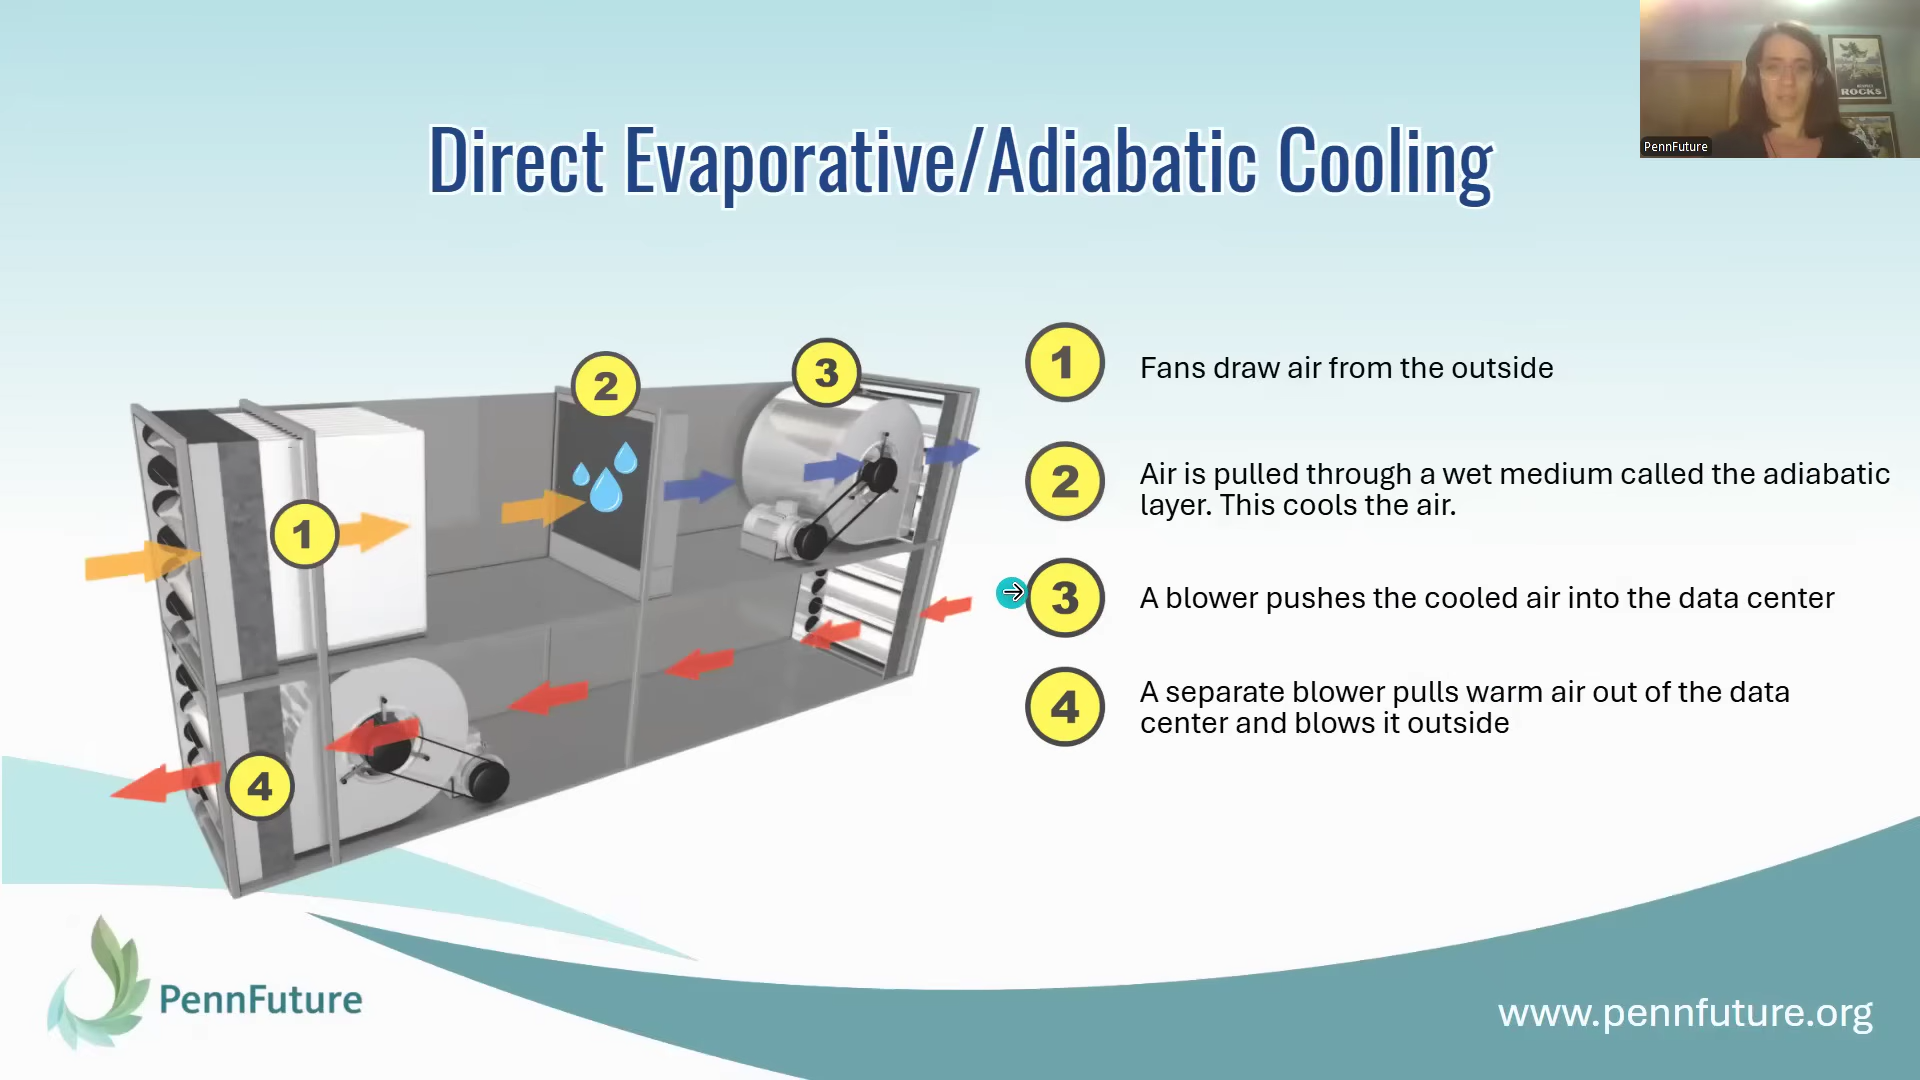 ROCKS
PennFuture
Direct Evaporative/Adiabatic Cooling
1
2
3
4
1
Fans draw air from the outside
2
Air is pulled through a wet medium called the adiabatic
layer. This cools the air.
3
A blower pushes the cooled air into the data center
4
A separate blower pulls warm air out of the data
center and blows it outside
PennFuture
www.pennfuture.org